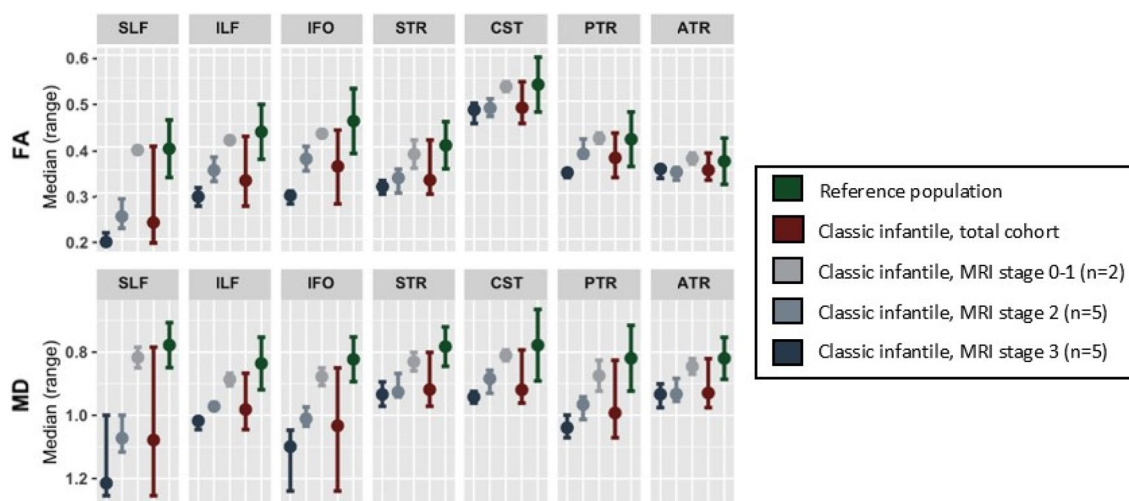 SLF ILF IFO STR CST PTR ATR
FA
Median (range)
0.6
0.5
0.4
0.3
0.2
SLF ILF IFO STR CST PTR ATR
MD
Median (range)
0.8
1.0
1.2
Reference population
Classic infantile, total cohort
Classic infantile, MRI stage 0-1 (n=2)
Classic infantile, MRI stage 2 (n=5)
Classic infantile, MRI stage 3 (n=5)